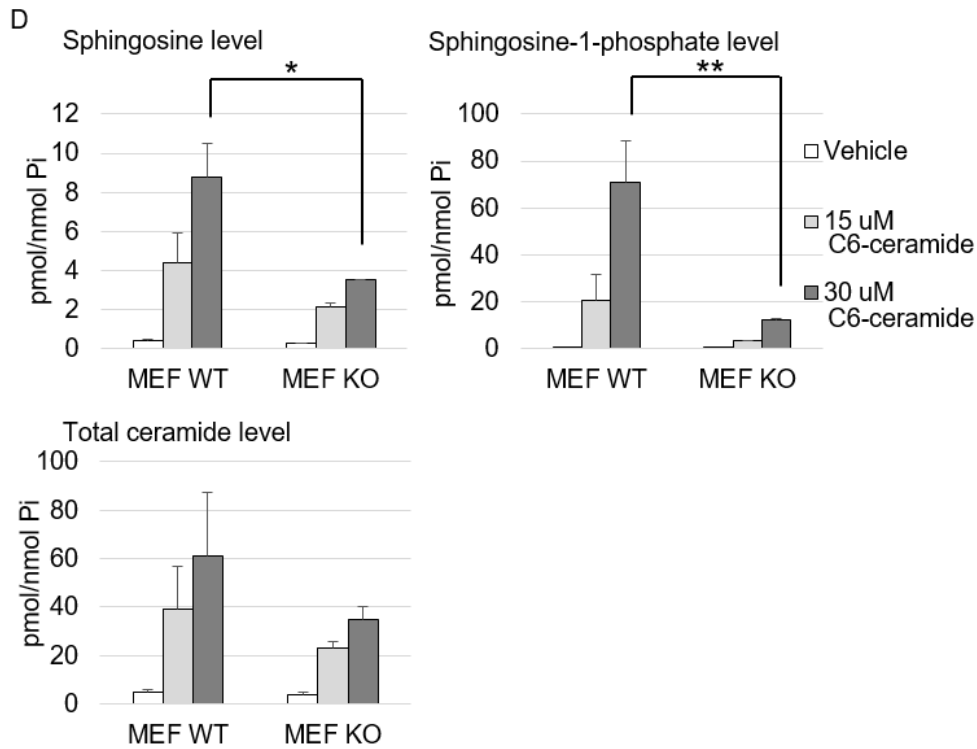 D
Sphingosine level
*
pmol/nmol Pi
12
10
8
6
4
2
0
MEF WT MEF KO
Sphingosine-1-phosphate level
**
pmol/nmol Pi
100
80
60
40
20
0
MEF WT MEF KO
Vehicle
15 uM
C6-ceramide
30 uM
C6-ceramide
Total ceramide level
pmol/nmol Pi
100
80
60
40
20
0
MEF WT MEF KO